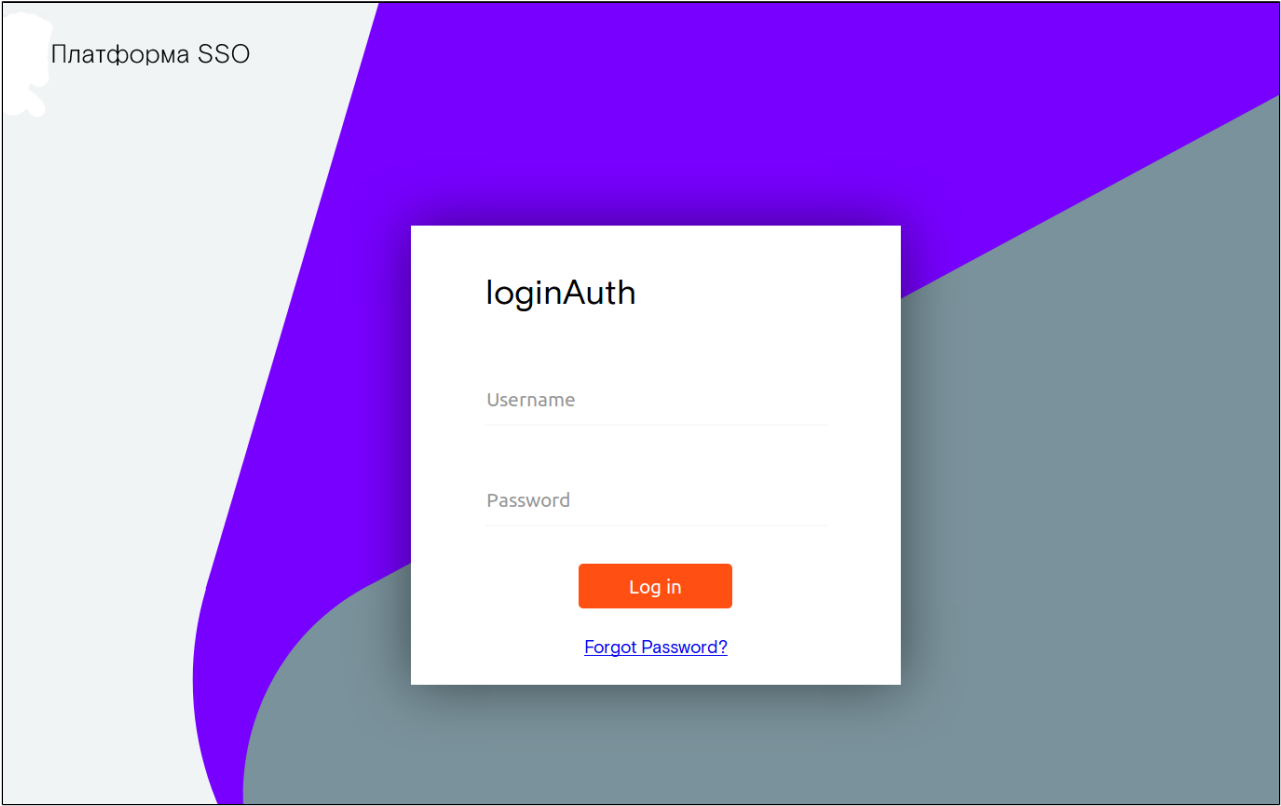 Платформа SSO
loginAuth
Username
Password
Log in
Forgot Password?